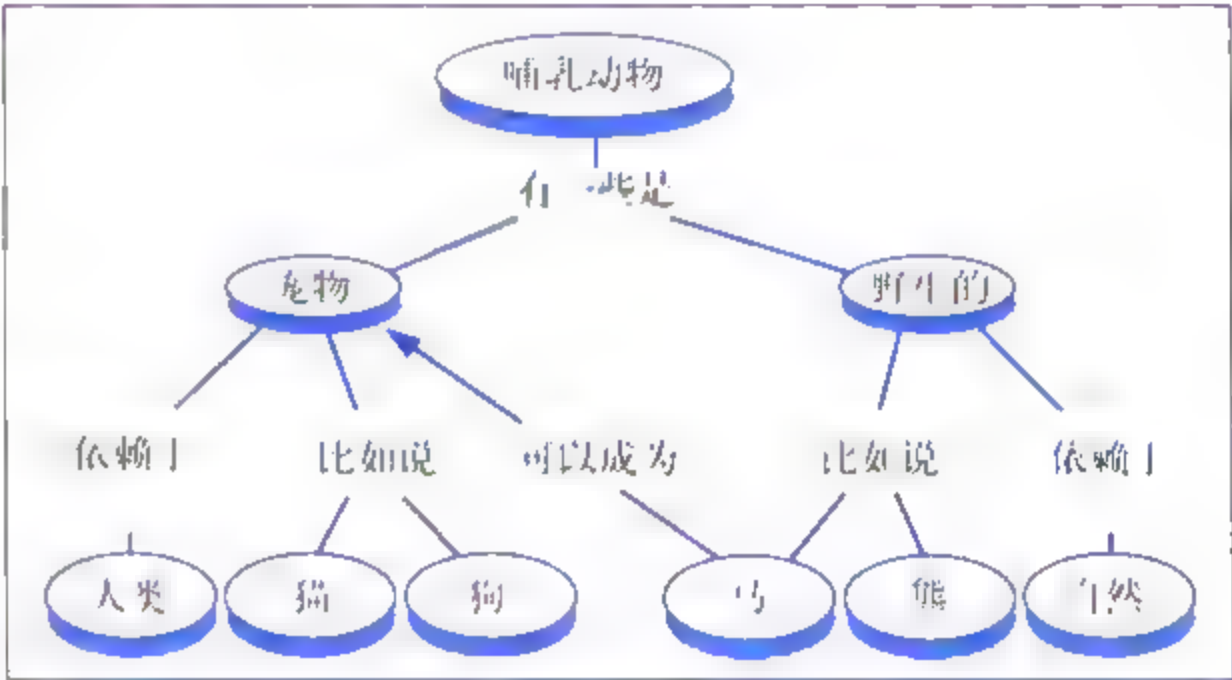 哺乳动物
有一些是
宠物 野生的
依赖于 比如说 可以成为 比如说 依赖于
人类 猫 狗 马 熊 自然